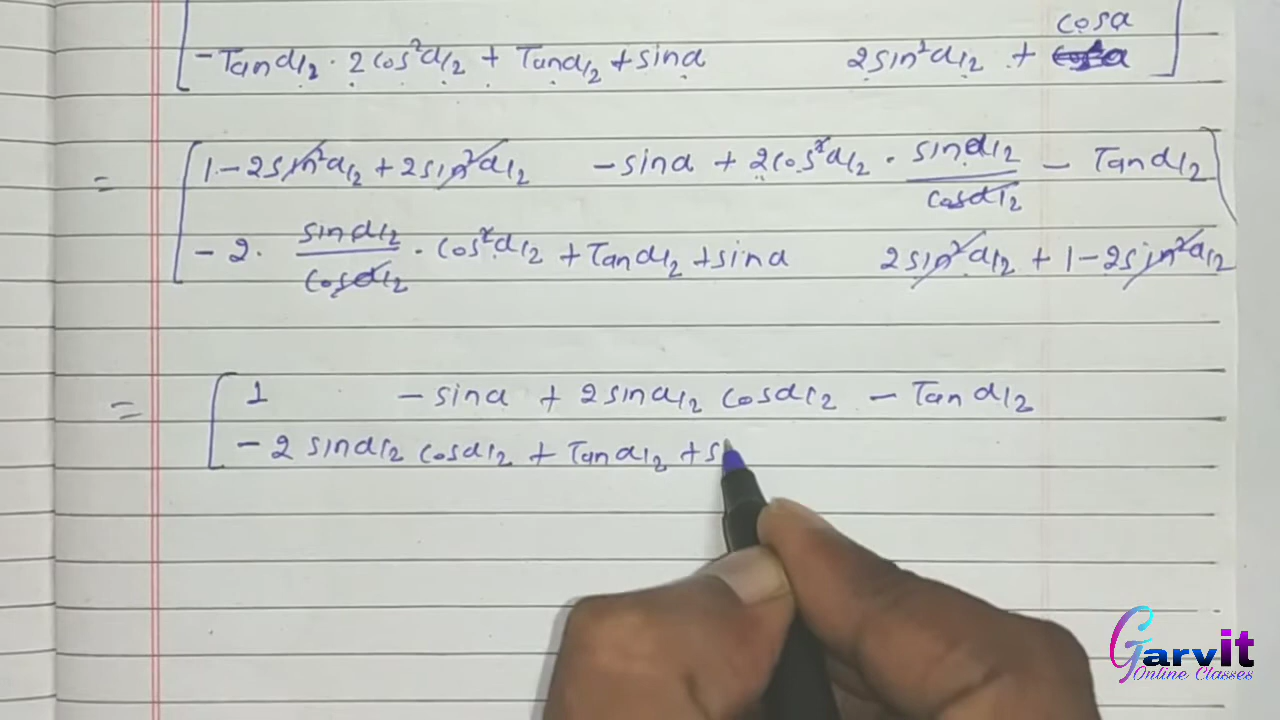 cosα
-Tanα/2 · 2cos²α/2 + Tanα/2 + sinα 2sin²α/2 +
= [1-2sin²α/2 + 2sin²α/2 -sinα + 2cos²α/2 · sinα/2 / cosα/2 - Tanα/2]
-2· sinα/2 / cosα/2 · cos²α/2 + Tanα/2 + sinα 2sin²α/2 + 1-2sin²α/2
= [1 -sinα + 2sinα/2 cosα/2 - Tanα/2
-2 sinα/2 cosα/2 + Tanα/2 + s
Garvit
Online Classes